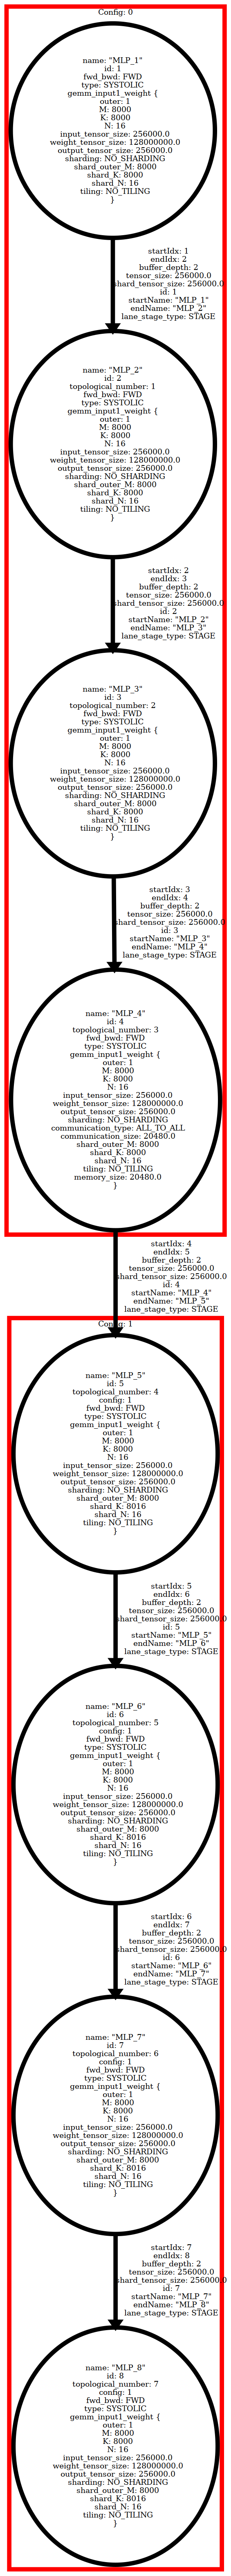 Config: 0
name: "MLP_1"
id: 1
fwd_bwd: FWD
type: SYSTOLIC
gemm_input1_weight {
outer: 1
M: 8000
K: 8000
N: 16
input_tensor_size: 256000.0
weight_tensor_size: 128000000.0
output_tensor_size: 256000.0
sharding: NO_SHARDING
shard_outer_M: 8000
shard_K: 8000
shard_N: 16
tiling: NO_TILING
}
startIdx: 1
endIdx: 2
buffer_depth: 2
tensor_size: 256000.0
shard_tensor_size: 256000.0
id: 1
startName: "MLP_1"
endName: "MLP_2"
lane_stage_type: STAGE
name: "MLP_2"
id: 2
topological_number: 1
fwd_bwd: FWD
type: SYSTOLIC
gemm_input1_weight {
outer: 1
M: 8000
K: 8000
N: 16
input_tensor_size: 256000.0
weight_tensor_size: 128000000.0
output_tensor_size: 256000.0
sharding: NO_SHARDING
shard_outer_M: 8000
shard_K: 8000
shard_N: 16
tiling: NO_TILING
}
startIdx: 2
endIdx: 3
buffer_depth: 2
tensor_size: 256000.0
shard_tensor_size: 256000.0
id: 2
startName: "MLP_2"
endName: "MLP_3"
lane_stage_type: STAGE
name: "MLP_3"
id: 3
topological_number: 2
fwd_bwd: FWD
type: SYSTOLIC
gemm_input1_weight {
outer: 1
M: 8000
K: 8000
N: 16
input_tensor_size: 256000.0
weight_tensor_size: 128000000.0
output_tensor_size: 256000.0
sharding: NO_SHARDING
shard_outer_M: 8000
shard_K: 8000
shard_N: 16
tiling: NO_TILING
}
startIdx: 3
endIdx: 4
buffer_depth: 2
tensor_size: 256000.0
shard_tensor_size: 256000.0
id: 3
startName: "MLP_3"
endName: "MLP_4"
lane_stage_type: STAGE
name: "MLP_4"
id: 4
topological_number: 3
fwd_bwd: FWD
type: SYSTOLIC
gemm_input1_weight {
outer: 1
M: 8000
K: 8000
N: 16
input_tensor_size: 256000.0
weight_tensor_size: 128000000.0
output_tensor_size: 256000.0
sharding: NO_SHARDING
communication_type: ALL_TO_ALL
communication_size: 20480.0
shard_outer_M: 8000
shard_K: 8000
shard_N: 16
tiling: NO_TILING
memory_size: 20480.0
}
startIdx: 4
endIdx: 5
buffer_depth: 2
tensor_size: 256000.0
shard_tensor_size: 256000.0
id: 4
startName: "MLP_4"
endName: "MLP_5"
lane_stage_type: STAGE
Config: 1
name: "MLP_5"
id: 5
topological_number: 4
config: 1
fwd_bwd: FWD
type: SYSTOLIC
gemm_input1_weight {
outer: 1
M: 8000
K: 8000
N: 16
input_tensor_size: 256000.0
weight_tensor_size: 128000000.0
output_tensor_size: 256000.0
sharding: NO_SHARDING
shard_outer_M: 8000
shard_K: 8016
shard_N: 16
tiling: NO_TILING
}
startIdx: 5
endIdx: 6
buffer_depth: 2
tensor_size: 256000.0
shard_tensor_size: 256000.0
id: 5
startName: "MLP_5"
endName: "MLP_6"
lane_stage_type: STAGE
name: "MLP_6"
id: 6
topological_number: 5
config: 1
fwd_bwd: FWD
type: SYSTOLIC
gemm_input1_weight {
outer: 1
M: 8000
K: 8000
N: 16
input_tensor_size: 256000.0
weight_tensor_size: 128000000.0
output_tensor_size: 256000.0
sharding: NO_SHARDING
shard_outer_M: 8000
shard_K: 8016
shard_N: 16
tiling: NO_TILING
}
startIdx: 6
endIdx: 7
buffer_depth: 2
tensor_size: 256000.0
shard_tensor_size: 256000.0
id: 6
startName: "MLP_6"
endName: "MLP_7"
lane_stage_type: STAGE
name: "MLP_7"
id: 7
topological_number: 6
config: 1
fwd_bwd: FWD
type: SYSTOLIC
gemm_input1_weight {
outer: 1
M: 8000
K: 8000
N: 16
input_tensor_size: 256000.0
weight_tensor_size: 128000000.0
output_tensor_size: 256000.0
sharding: NO_SHARDING
shard_outer_M: 8000
shard_K: 8016
shard_N: 16
tiling: NO_TILING
}
startIdx: 7
endIdx: 8
buffer_depth: 2
tensor_size: 256000.0
shard_tensor_size: 256000.0
id: 7
startName: "MLP_7"
endName: "MLP_8"
lane_stage_type: STAGE
name: "MLP_8"
id: 8
topological_number: 7
config: 1
fwd_bwd: FWD
type: SYSTOLIC
gemm_input1_weight {
outer: 1
M: 8000
K: 8000
N: 16
input_tensor_size: 256000.0
weight_tensor_size: 128000000.0
output_tensor_size: 256000.0
sharding: NO_SHARDING
shard_outer_M: 8000
shard_K: 8016
shard_N: 16
tiling: NO_TILING
}